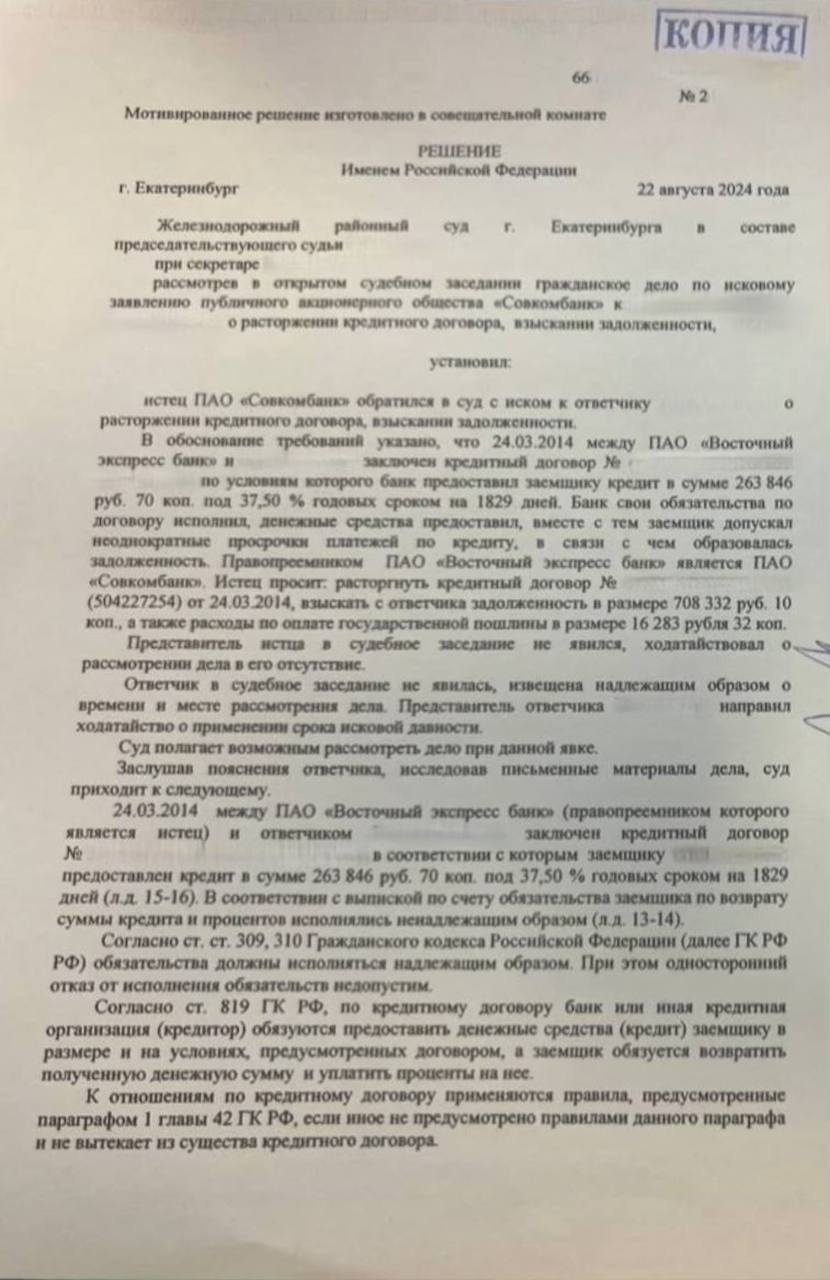 КОПИЯ
66
№ 2
Мотивированное решение изготовлено в совещательной комнате
РЕШЕНИЕ
Именем Российской Федерации
г. Екатеринбург 22 августа 2024 года
Железнодорожный районный суд г. Екатеринбурга в составе
председательствующего судьи
при секретаре
рассмотрев в открытом судебном заседании гражданское дело по исковому
заявлению публичного акционерного общества «Совкомбанк» к
о расторжении кредитного договора, взыскании задолженности,
установил:
истец ПАО «Совкомбанк» обратился в суд с иском к ответчику о
расторжении кредитного договора, взыскании задолженности.
В обоснование требований указано, что 24.03.2014 между ПАО «Восточный
экспресс банк» и заключен кредитный договор №
по условиям которого банк предоставил заемщику кредит в сумме 263 846
руб. 70 коп. под 37,50 % годовых сроком на 1829 дней. Банк свои обязательства по
договору исполнил, денежные средства предоставил, вместе с тем заемщик допускал
неоднократные просрочки платежей по кредиту, в связи с чем образовалась
задолженность. Правопреемником ПАО «Восточный экспресс банк» является ПАО
«Совкомбанк». Истец просит: расторгнуть кредитный договор №
(504227254) от 24.03.2014, взыскать с ответчика задолженность в размере 708 332 руб. 10
коп., а также расходы по оплате государственной пошлины в размере 16 283 рубля 32 коп.
Представитель истца в судебное заседание не явился, ходатайствовал о
рассмотрении дела в его отсутствие.
Ответчик в судебное заседание не явилась, извещена надлежащим образом о
времени и месте рассмотрения дела. Представитель ответчика направил
ходатайство о применении срока исковой давности.
Суд полагает возможным рассмотреть дело при данной явке.
Заслушав пояснения ответчика, исследовав письменные материалы дела, суд
приходит к следующему.
24.03.2014 между ПАО «Восточный экспресс банк» (правопреемником которого
является истец) и ответчиком заключен кредитный договор
№ в соответствии с которым заемщику
предоставлен кредит в сумме 263 846 руб. 70 коп. под 37,50 % годовых сроком на 1829
дней (л.д. 15-16). В соответствии с выпиской по счету обязательства заемщика по возврату
суммы кредита и процентов исполнялись ненадлежащим образом (л.д. 13-14).
Согласно ст. ст. 309, 310 Гражданского кодекса Российской Федерации (далее ГК РФ
РФ) обязательства должны исполняться надлежащим образом. При этом односторонний
отказ от исполнения обязательств недопустим.
Согласно ст. 819 ГК РФ, по кредитному договору банк или иная кредитная
организация (кредитор) обязуются предоставить денежные средства (кредит) заемщику в
размере и на условиях, предусмотренных договором, а заемщик обязуется возвратить
полученную денежную сумму и уплатить проценты на нее.
К отношениям по кредитному договору применяются правила, предусмотренные
параграфом 1 главы 42 ГК РФ, если иное не предусмотрено правилами данного параграфа
и не вытекает из существа кредитного договора.